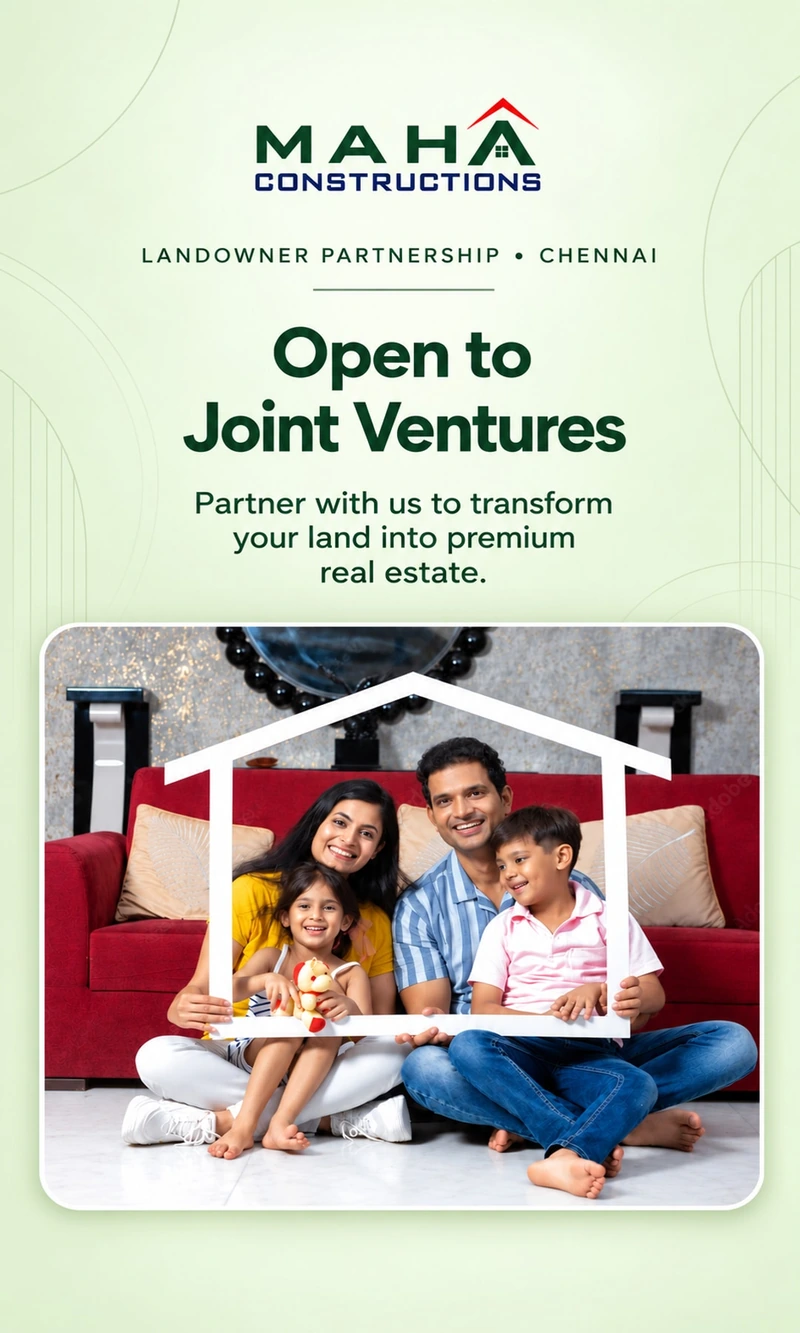 MAHA
CONSTRUCTIONS
LANDOWNER PARTNERSHIP • CHENNAI
Open to
Joint Ventures
Partner with us to transform
your land into premium
real estate.